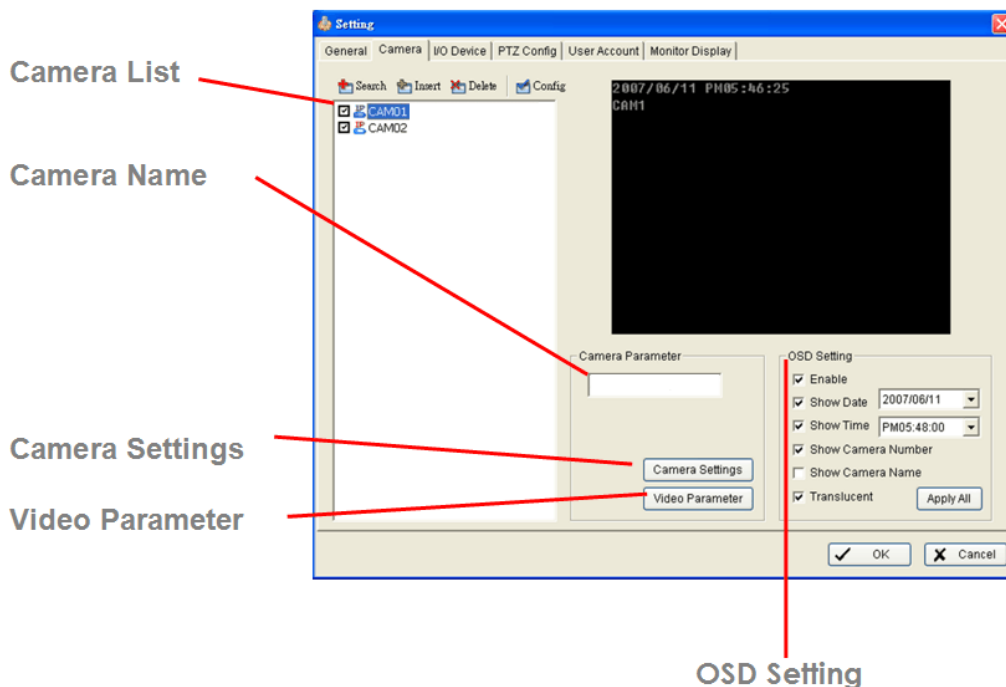 Setting
General Camera I/O Device PTZ Config User Account Monitor Display
Camera List
Search Insert Delete Config
2007/06/11 PM05:46:25
CAM1
CAM01
CAM02
Camera Name
Camera Parameter
OSD Setting
Enable
Show Date 2007/06/11
Show Time PM05:48:00
Show Camera Number
Camera Settings
Camera Settings
Show Camera Name
Video Parameter
Video Parameter
Translucent Apply All
OK Cancel
OSD Setting